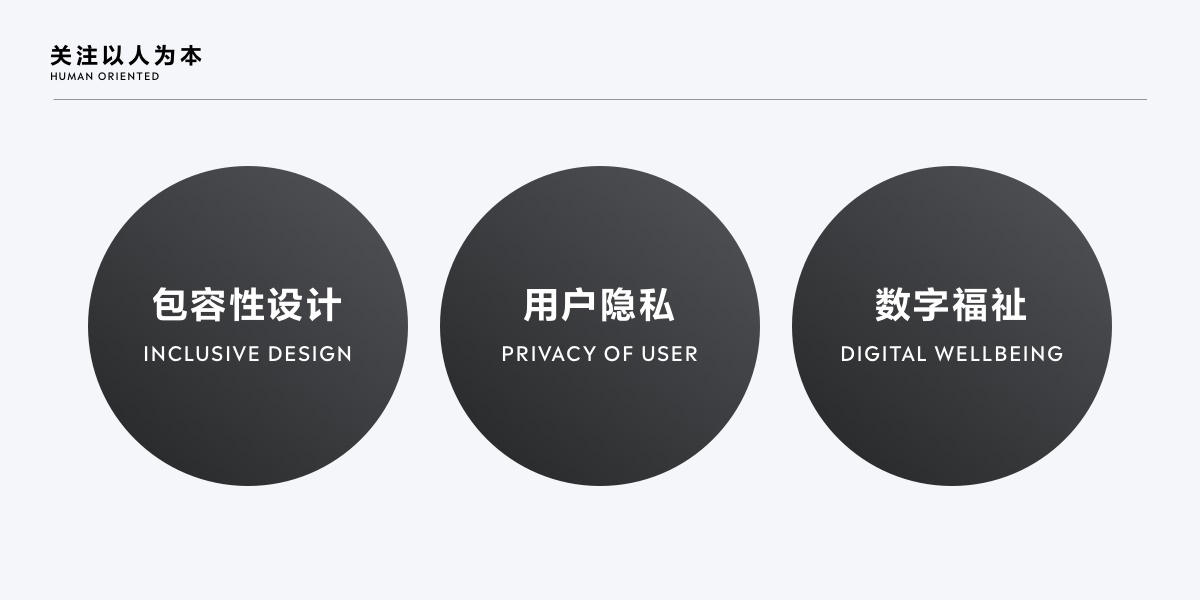 关注以人为本
HUMAN ORIENTED
包容性设计
INCLUSIVE DESIGN
用户隐私
PRIVACY OF USER
数字福祉
DIGITAL WELLBEING